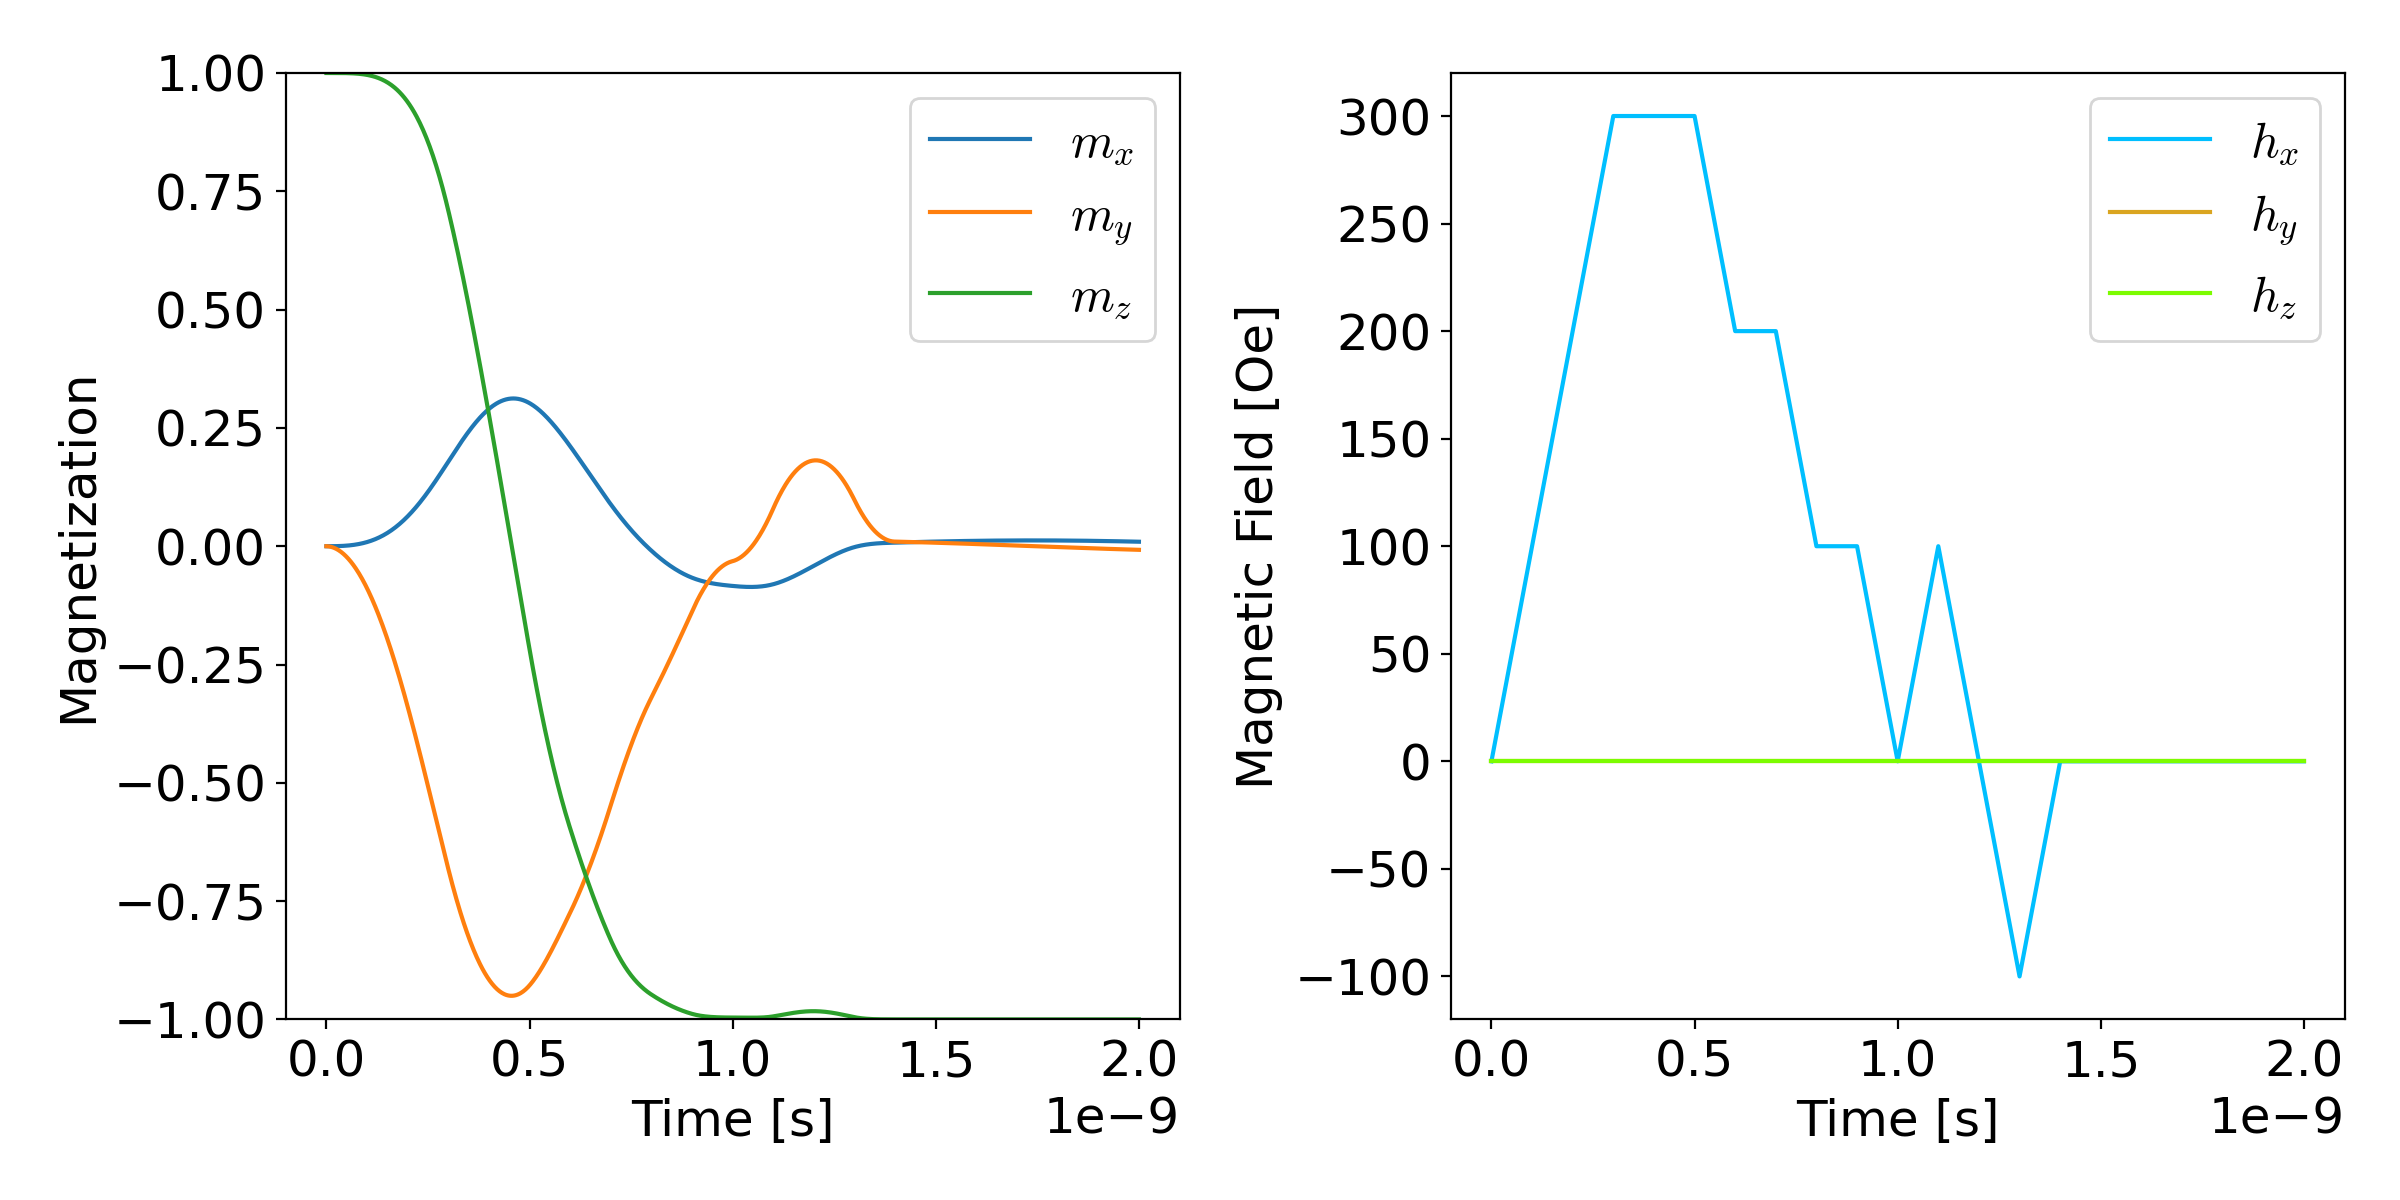 Magnetization
1.00
0.75
0.50
0.25
0.00
−0.25
−0.50
−0.75
−1.00
m_x
m_y
m_z
0.0 0.5 1.0 1.5 2.0
Time [s]
1e−9
Magnetic Field [Oe]
300
250
200
150
100
50
0
−50
−100
h_x
h_y
h_z
0.0 0.5 1.0 1.5 2.0
Time [s]
1e−9